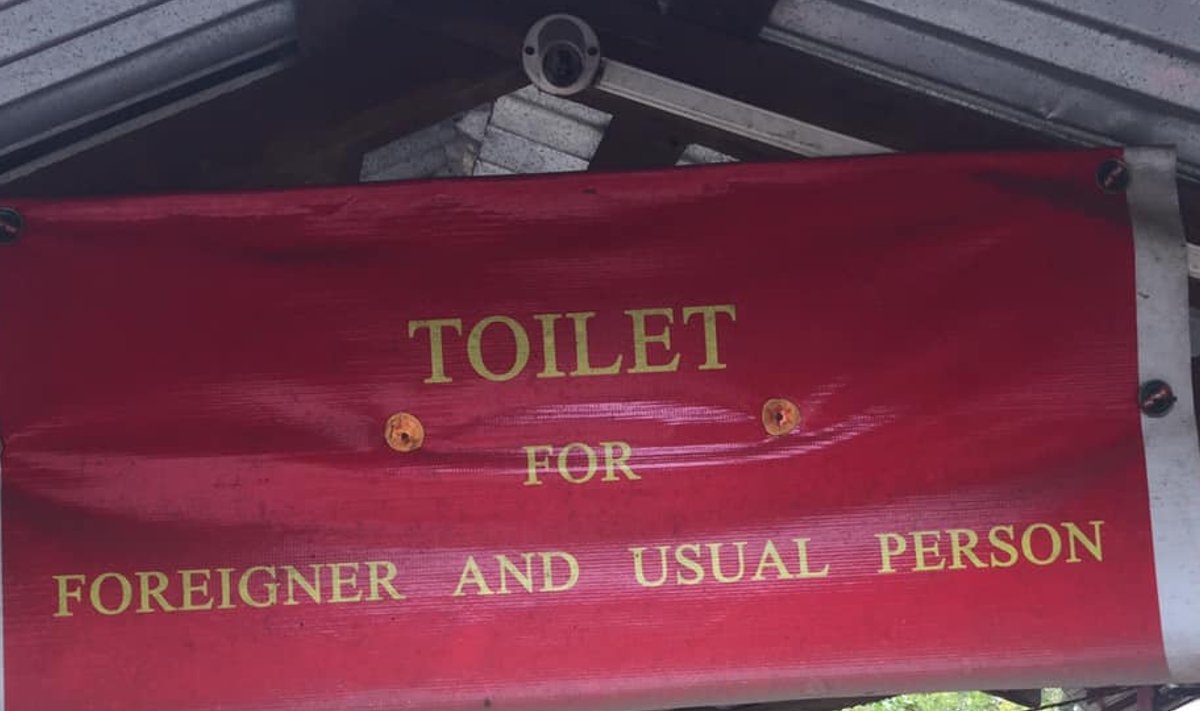 TOILET
FOR
FOREIGNER AND USUAL PERSON